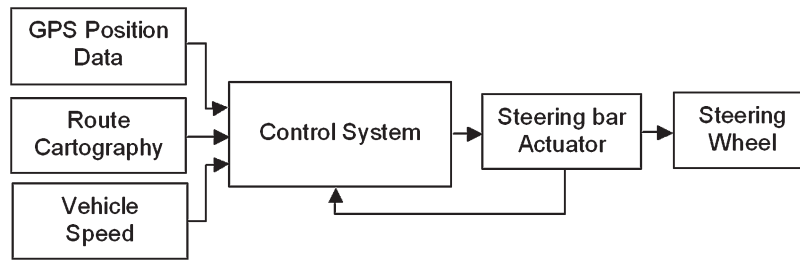 GPS Position
Data
Route
Cartography
Vehicle
Speed
Control System
Steering bar
Actuator
Steering
Wheel